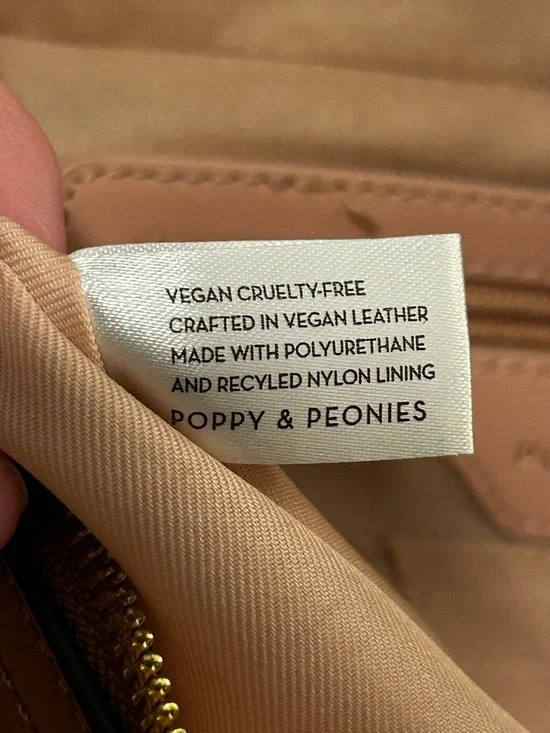 VEGAN CRUELTY-FREE
CRAFTED IN VEGAN LEATHER
MADE WITH POLYURETHANE
AND RECYLED NYLON LINING
POPPY & PEONIES